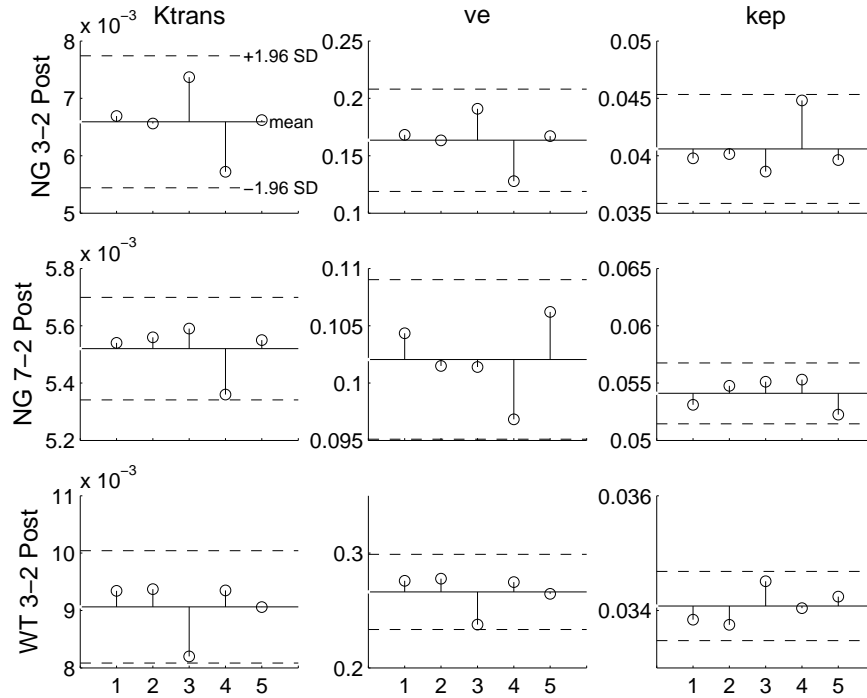 Ktrans
ve
kep
NG 3−2 Post
x 10−3
8
7
6
5
+1.96 SD
mean
−1.96 SD
0.25
0.2
0.15
0.1
0.05
0.045
0.04
0.035
NG 7−2 Post
x 10−3
5.8
5.6
5.4
5.2
0.11
0.105
0.1
0.095
0.065
0.06
0.055
0.05
WT 3−2 Post
x 10−3
11
10
9
8
0.3
0.2
0.036
0.034
1 2 3 4 5
1 2 3 4 5
1 2 3 4 5